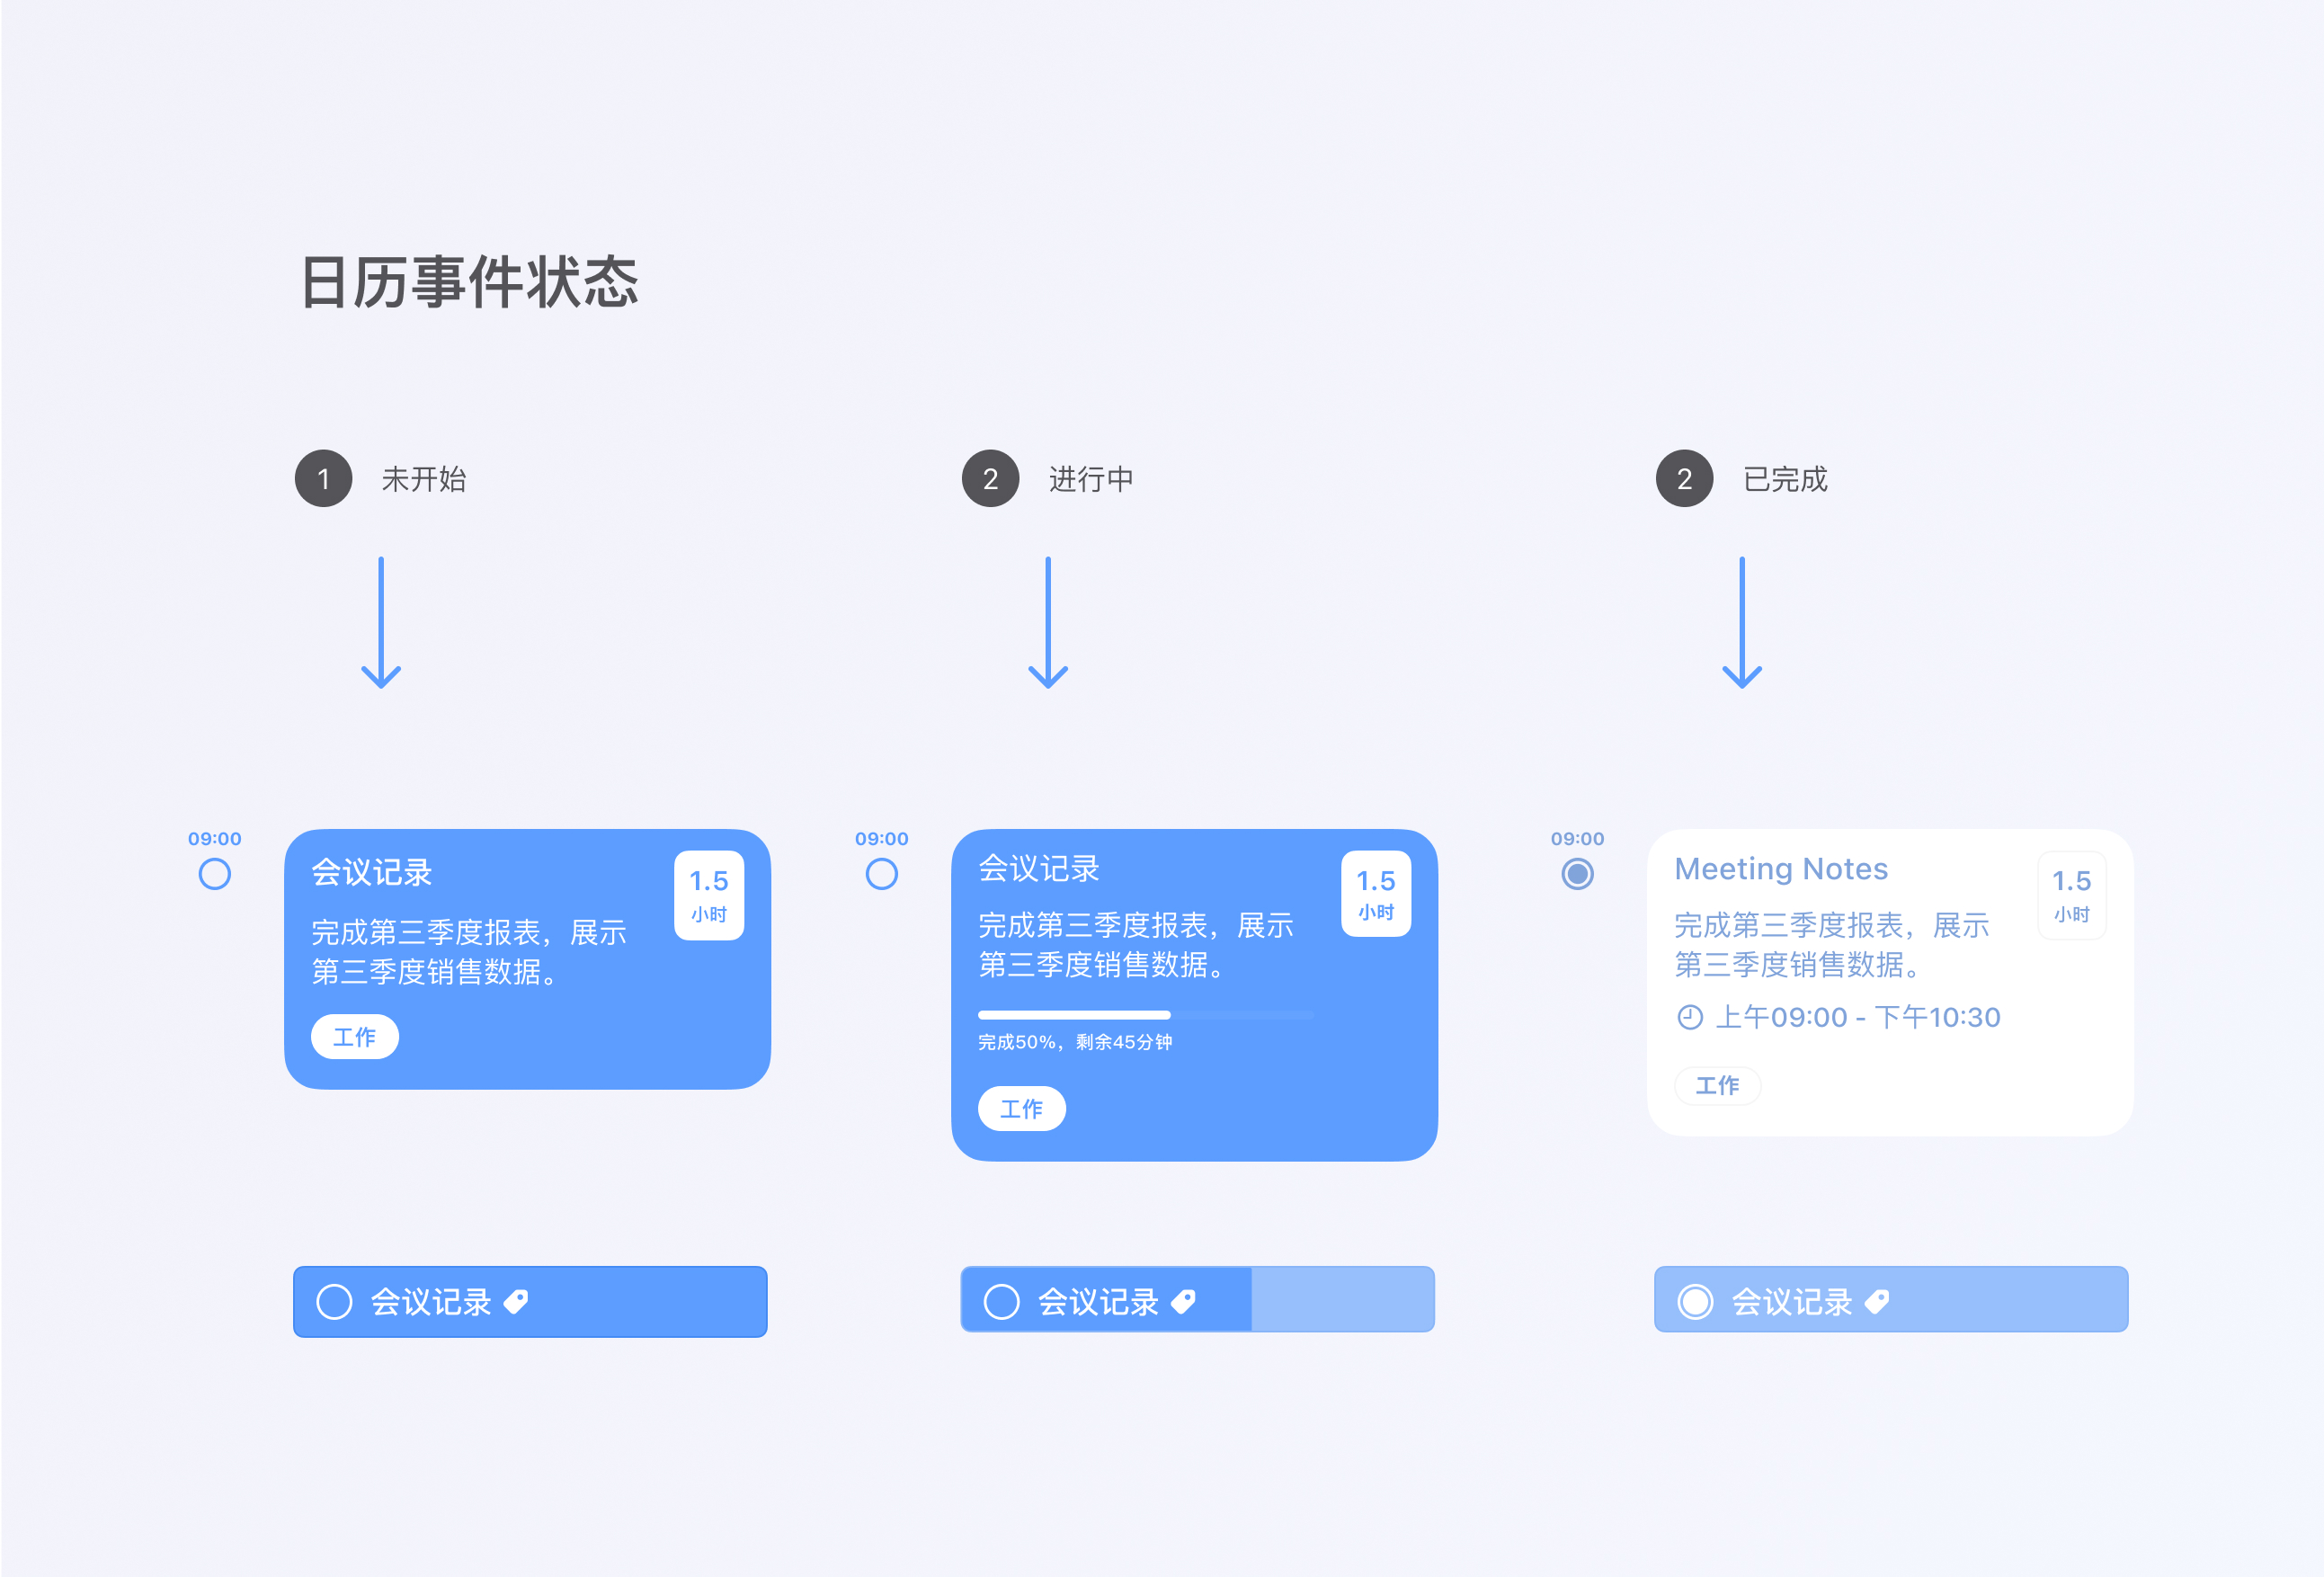 日历事件状态
1 未开始
2 进行中
2 已完成
09:00
会议记录
1.5
小时
完成第三季度报表，展示
第三季度销售数据。
工作
09:00
会议记录
1.5
小时
完成第三季度报表，展示
第三季度销售数据。
完成50%，剩余45分钟
工作
09:00
Meeting Notes
1.5
小时
完成第三季度报表，展示
第三季度销售数据。
上午09:00 - 下午10:30
工作
会议记录
会议记录
会议记录